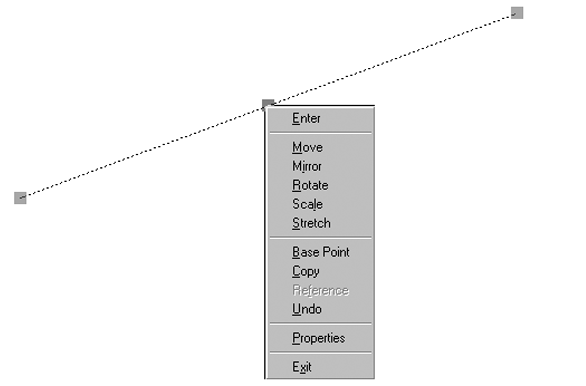 Enter
Move
Mirror
Rotate
Scale
Stretch
Base Point
Copy
Reference
Undo
Properties
Exit